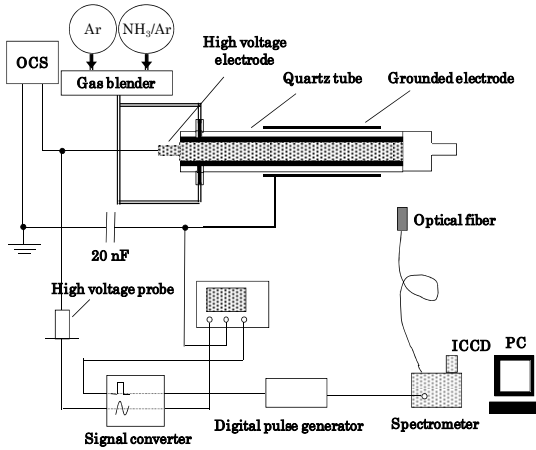 Ar
NH3/Ar
OCS
Gas blender
High voltage
electrode
Quartz tube
Grounded electrode
Optical fiber
20 nF
High voltage probe
ICCD
PC
Signal converter
Digital pulse generator
Spectrometer